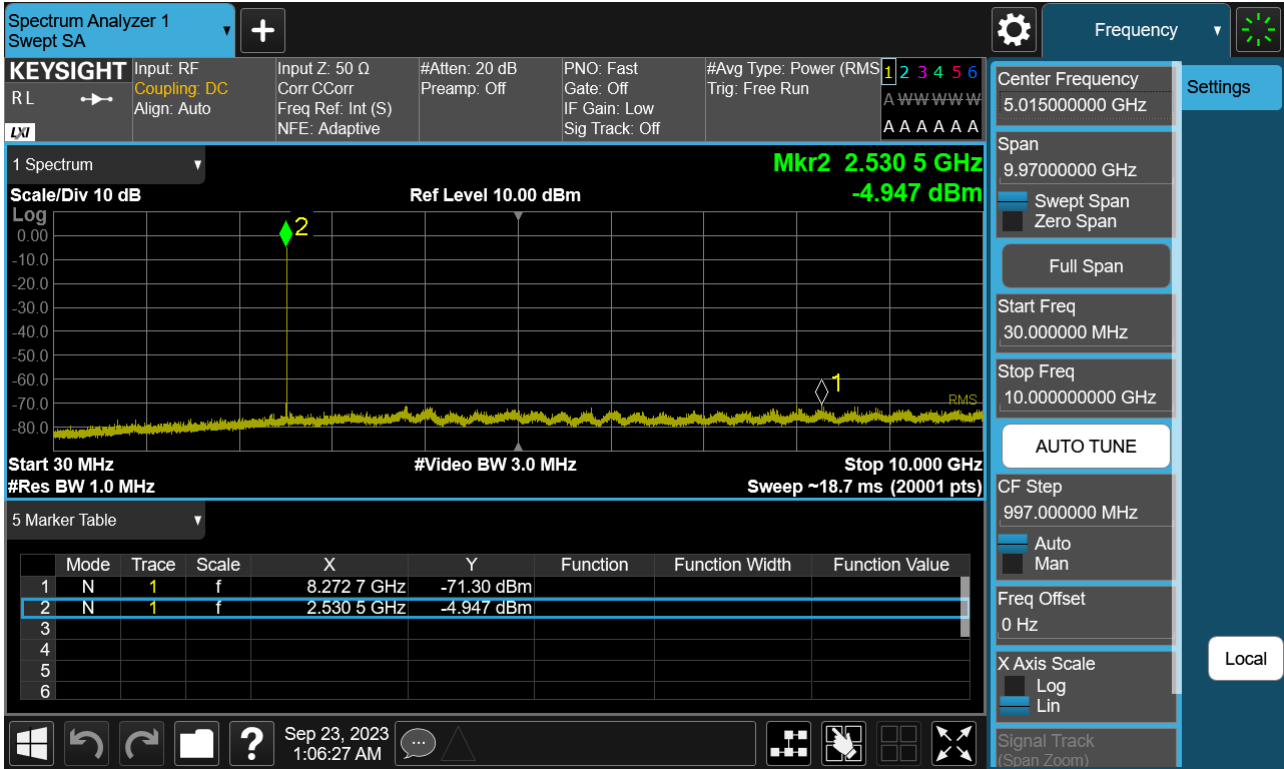 Spectrum Analyzer 1
Swept SA
Frequency
KEYSIGHT
R L
LXI
Input: RF
Coupling: DC
Align: Auto
Input Z: 50 Ω
Corr CCorr
Freq Ref: Int (S)
NFE: Adaptive
#Atten: 20 dB
Preamp: Off
PNO: Fast
Gate: Off
IF Gain: Low
Sig Track: Off
#Avg Type: Power (RMS
Trig: Free Run
1 2 3 4 5 6
A W W W W W
A A A A A A
1 Spectrum
Mkr2 2.530 5 GHz
-4.947 dBm
Scale/Div 10 dB
Ref Level 10.00 dBm
Log
0.00
-10.0
-20.0
-30.0
-40.0
-50.0
-60.0
-70.0
-80.0
2
1
RMS
Start 30 MHz
#Video BW 3.0 MHz
Stop 10.000 GHz
#Res BW 1.0 MHz
Sweep ~18.7 ms (20001 pts)
5 Marker Table
Mode Trace Scale X Y Function Function Width Function Value
1 N 1 f 8.272 7 GHz -71.30 dBm
2 N 1 f 2.530 5 GHz -4.947 dBm
3
4
5
6
?
Sep 23, 2023
1:06:27 AM
Center Frequency
5.015000000 GHz
Span
9.97000000 GHz
Swept Span
Zero Span
Full Span
Start Freq
30.000000 MHz
Stop Freq
10.000000000 GHz
AUTO TUNE
CF Step
997.000000 MHz
Auto
Man
Freq Offset
0 Hz
X Axis Scale
Log
Lin
Signal Track
(Span Zoom)
Settings
Local